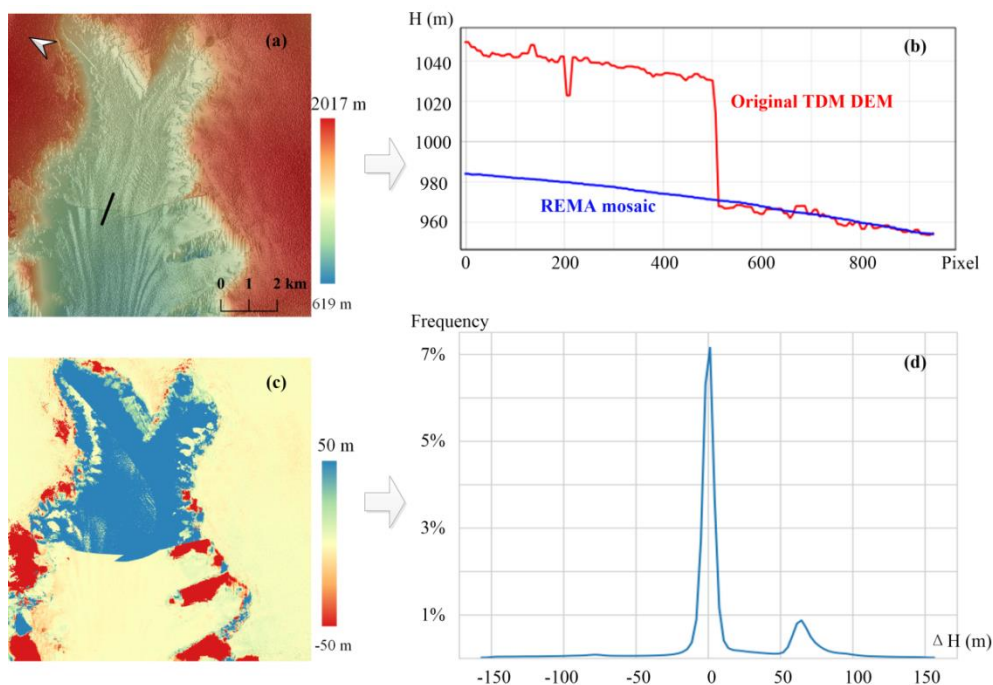 (a)
2017 m
619 m
0 1 2 km
H (m)
(b)
1040
1020
1000
980
960
Original TDM DEM
REMA mosaic
0 200 400 600 800 Pixel
(c)
50 m
-50 m
Frequency
(d)
7%
5%
3%
1%
Δ H (m)
-150 -100 -50 0 50 100 150